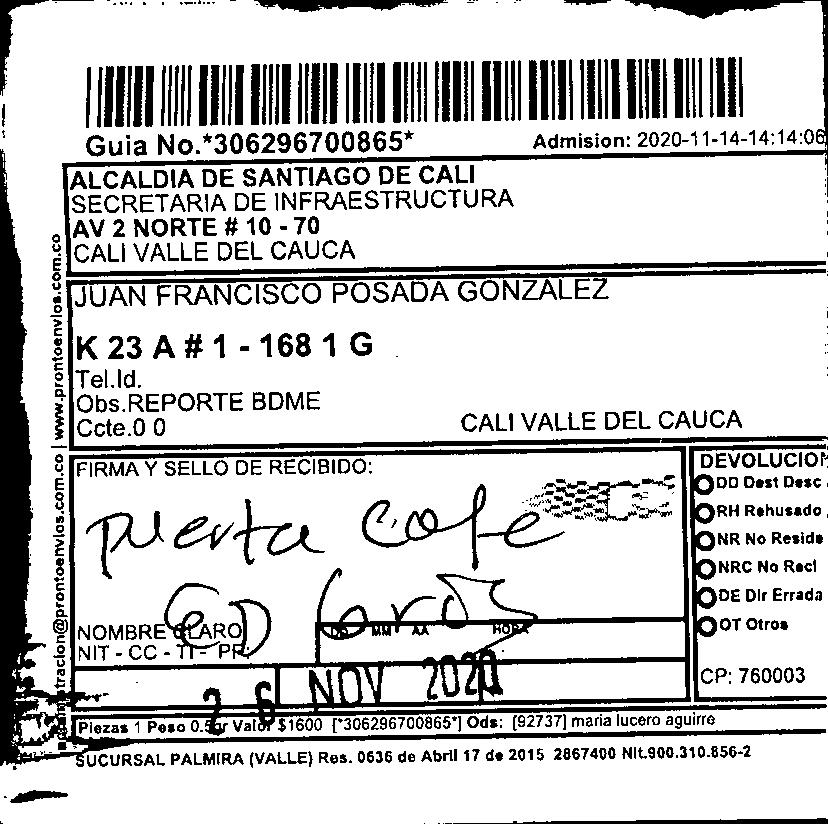 Guia No.*306296700865*
Admision: 2020-11-14-14:14:06
ALCALDIA DE SANTIAGO DE CALI
SECRETARIA DE INFRAESTRUCTURA
AV 2 NORTE # 10 - 70
CALI VALLE DEL CAUCA
JUAN FRANCISCO POSADA GONZALEZ
K 23 A # 1 - 168 1 G
Tel.Id.
Obs.REPORTE BDME
Ccte.0 0
CALI VALLE DEL CAUCA
www.prontoenvios.com.co
@prontoenvios.com.co
FIRMA Y SELLO DE RECIBIDO:
puerta cafe
ED
NOMBRE CLARO
NIT - CC - TI - PP.
DD MM AA HORA
26 NOV 2020
DEVOLUCION
DD Dest Desc
RH Rehusado
NR No Reside
NRC No Recl
DE Dir Errada
OT Otros
CP: 760003
Piezas 1 Peso 0.5gr Valor $1600 [*306296700865*] Ods: [92737] maria lucero aguirre
SUCURSAL PALMIRA (VALLE) Res. 0636 de Abril 17 de 2015 2867400 Nit.900.310.856-2